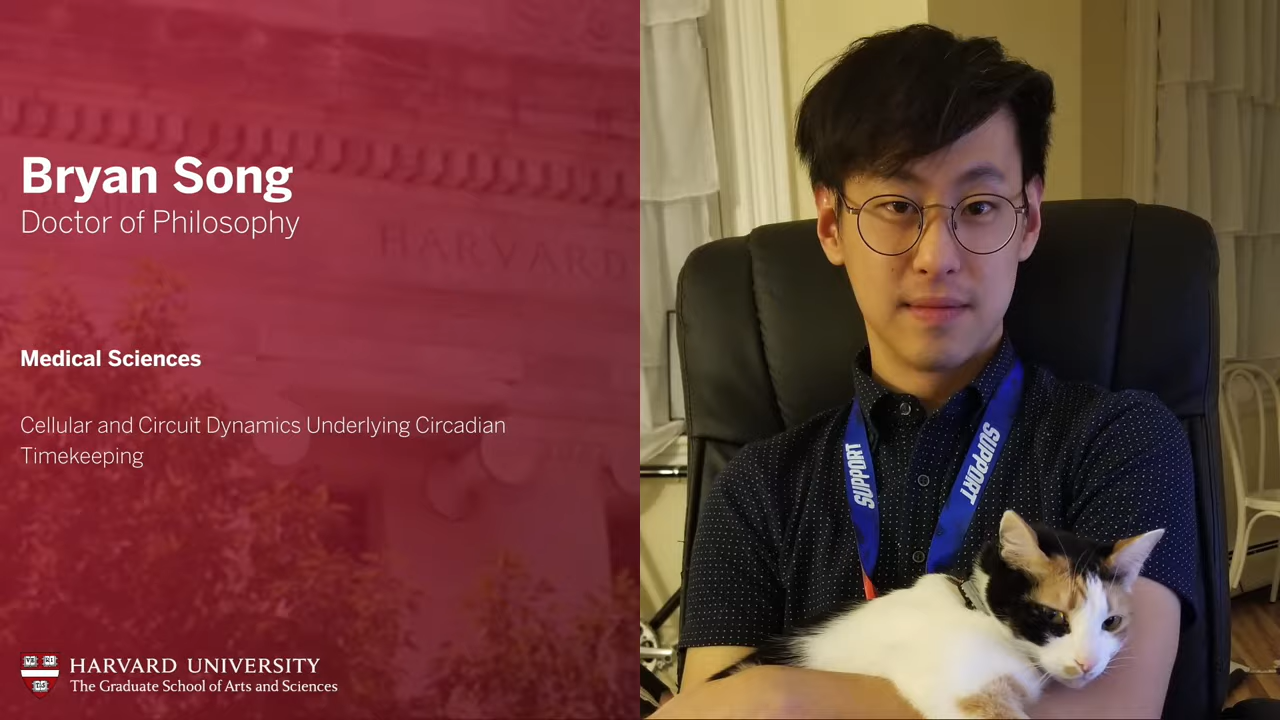 Bryan Song
Doctor of Philosophy
HARVARD
Medical Sciences
Cellular and Circuit Dynamics Underlying Circadian
Timekeeping
HARVARD UNIVERSITY
The Graduate School of Arts and Sciences
SUPPORT
SUPPORT